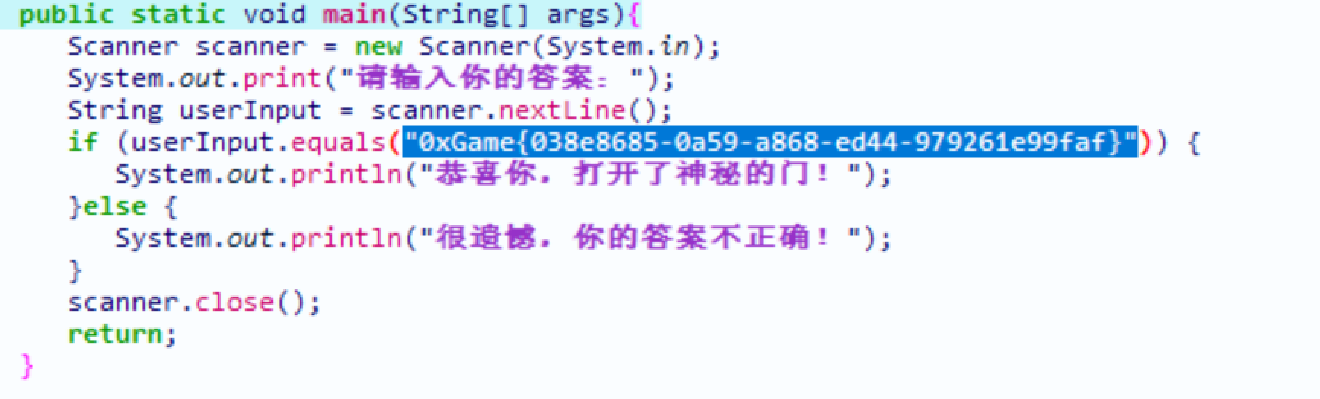 public static void main(String[] args){
Scanner scanner = new Scanner(System.in);
System.out.print("请输入你的答案: ");
String userInput = scanner.nextLine();
if (userInput.equals("0xGame{038e8685-0a59-a868-ed44-979261e99faf}")) {
System.out.println("恭喜你，打开了神秘的门! ");
}else {
System.out.println("很遗憾，你的答案不正确! ");
}
scanner.close();
return;
}